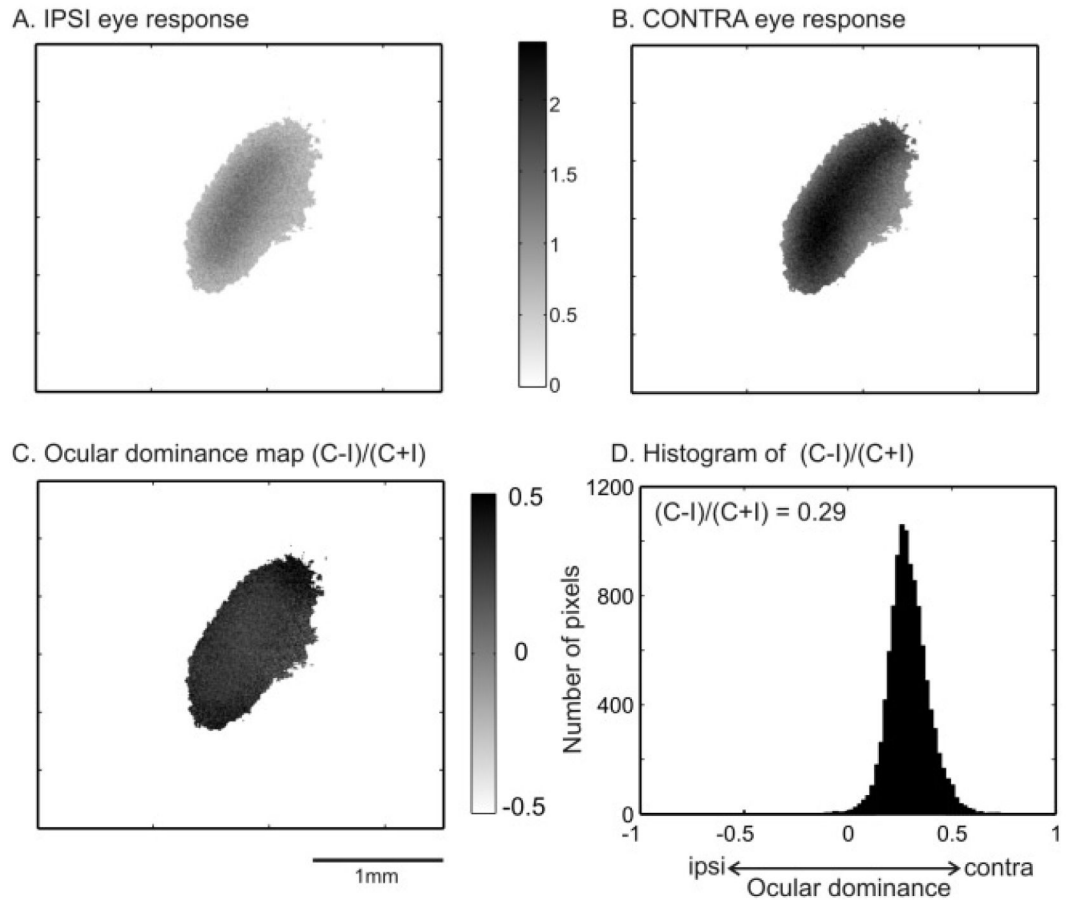 A. IPSI eye response
B. CONTRA eye response
2
1.5
1
0.5
0
C. Ocular dominance map (C-I)/(C+I)
D. Histogram of (C-I)/(C+I)
0.5
0
-0.5
1mm
(C-I)/(C+I) = 0.29
Number of pixels
1200
800
400
0
-1 -0.5 0 0.5 1
ipsi contra
Ocular dominance